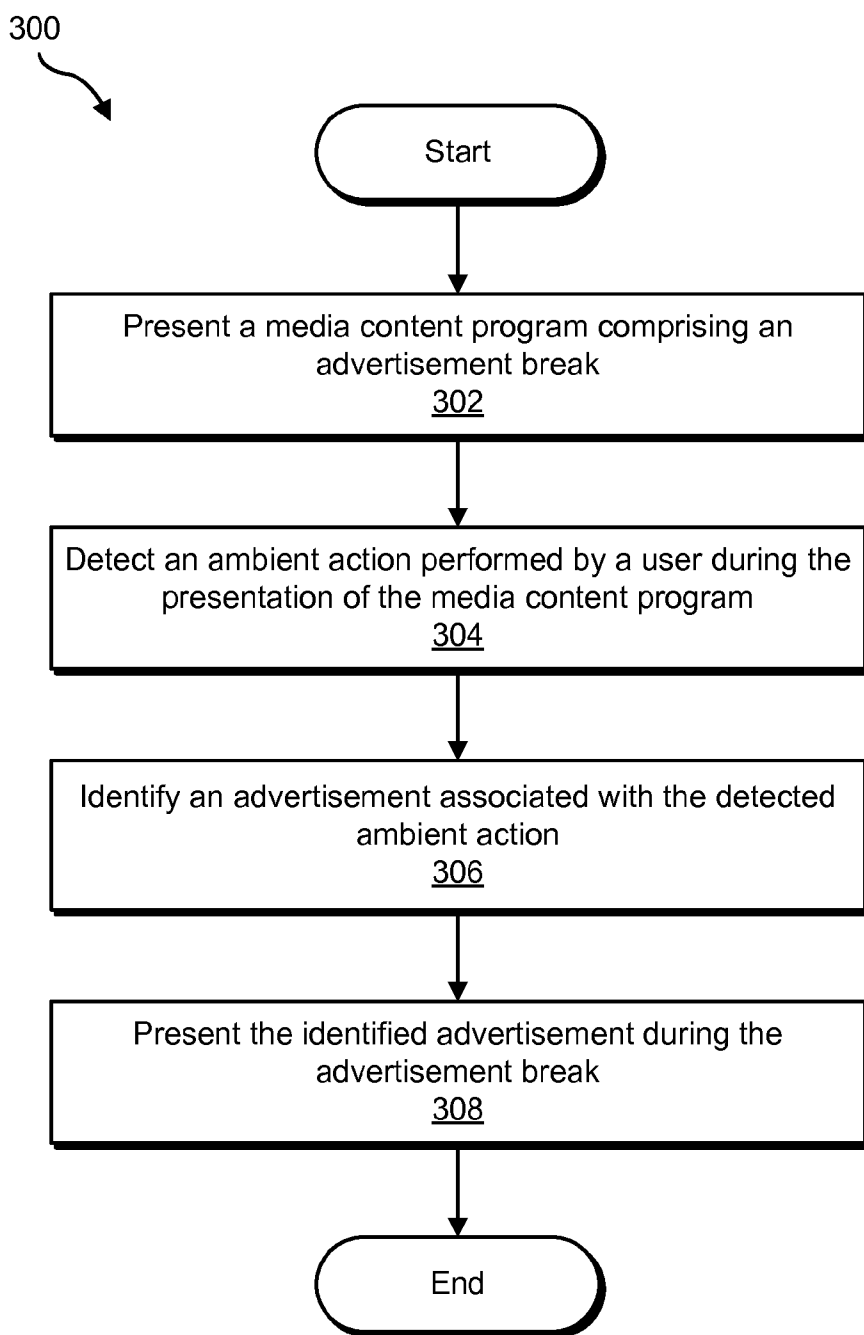 300
Start
Present a media content program comprising an
advertisement break
302
Detect an ambient action performed by a user during the
presentation of the media content program
304
Identify an advertisement associated with the detected
ambient action
306
Present the identified advertisement during the
advertisement break
308
End